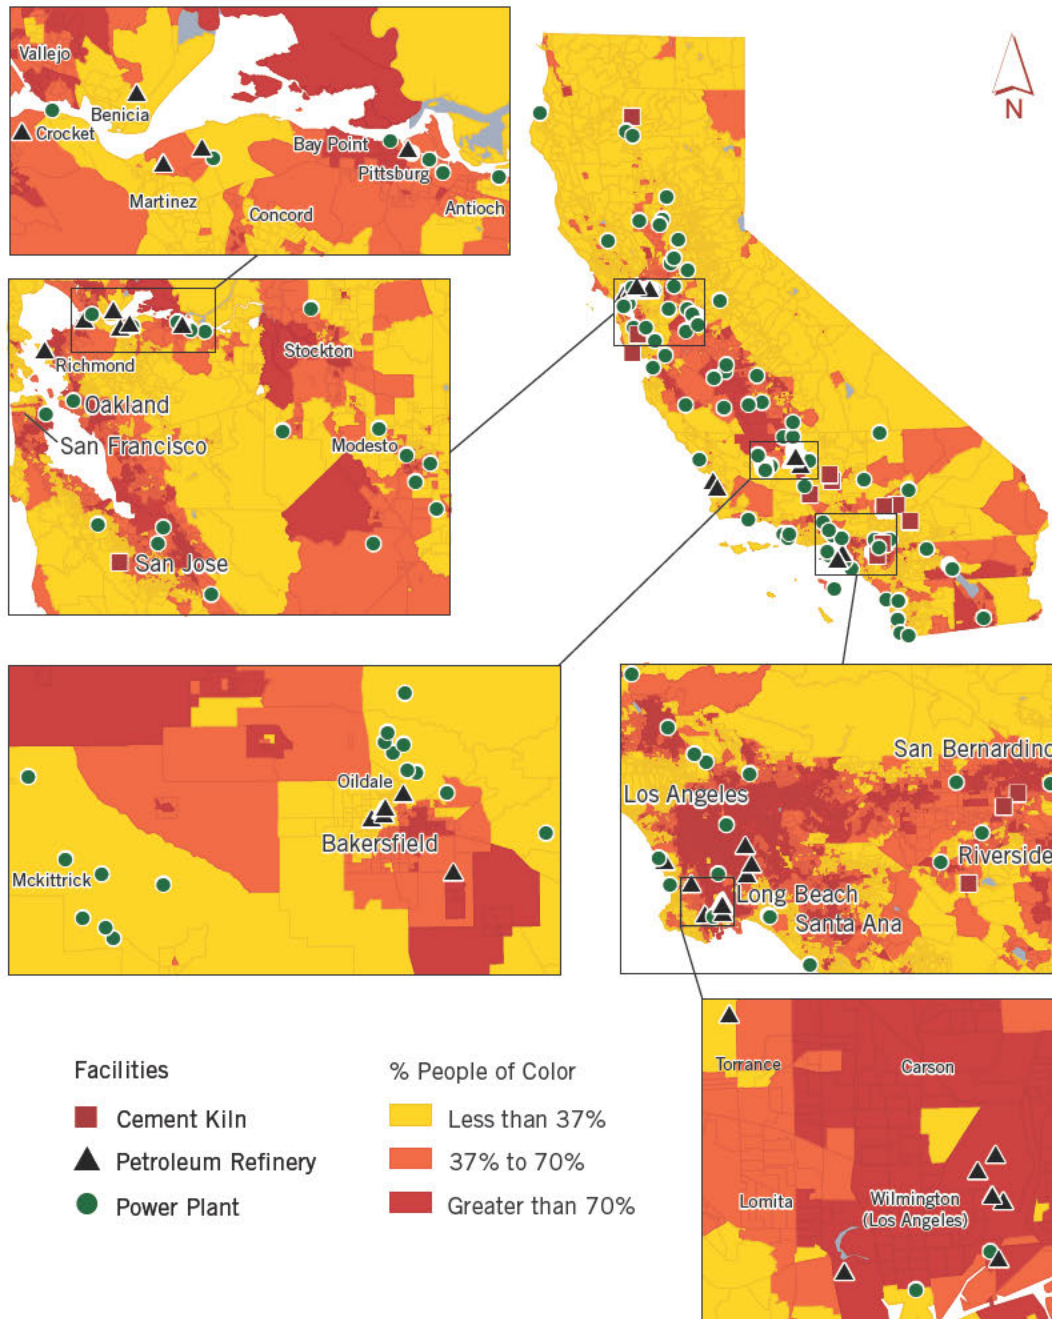 Vallejo
Benicia
Crocket
Bay Point
Pittsburg
Martinez
Concord
Antioch
N
Richmond
Stockton
Oakland
San Francisco
Modesto
San Jose
Oildale
Bakersfield
Mckittrick
San Bernardino
Los Angeles
Riverside
Long Beach
Santa Ana
Torrance
Carson
Lomita
Wilmington
(Los Angeles)
Facilities
Cement Kiln
Petroleum Refinery
Power Plant
% People of Color
Less than 37%
37% to 70%
Greater than 70%